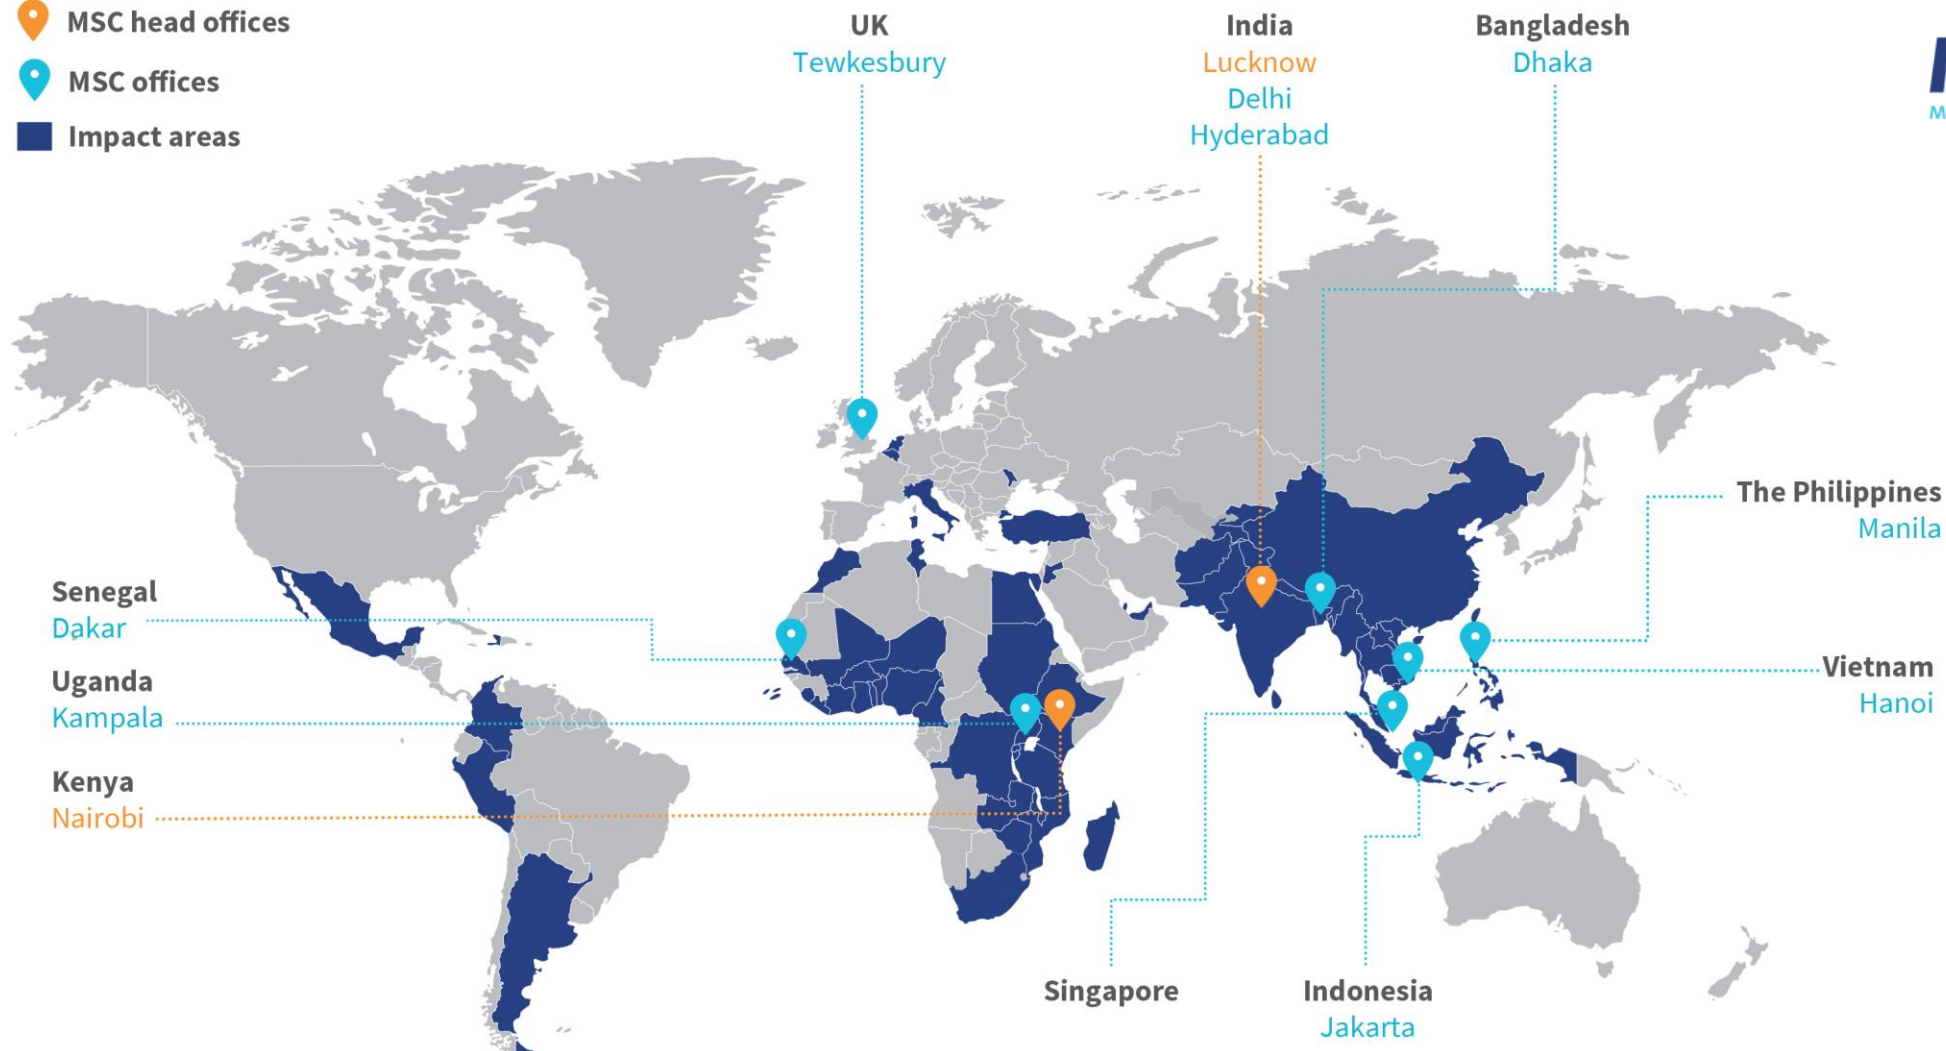 MSC head offices
MSC offices
Impact areas
UK
Tewkesbury
India
Lucknow
Delhi
Hyderabad
Bangladesh
Dhaka
The Philippines
Manila
Vietnam
Hanoi
Senegal
Dakar
Uganda
Kampala
Kenya
Nairobi
Singapore
Indonesia
Jakarta